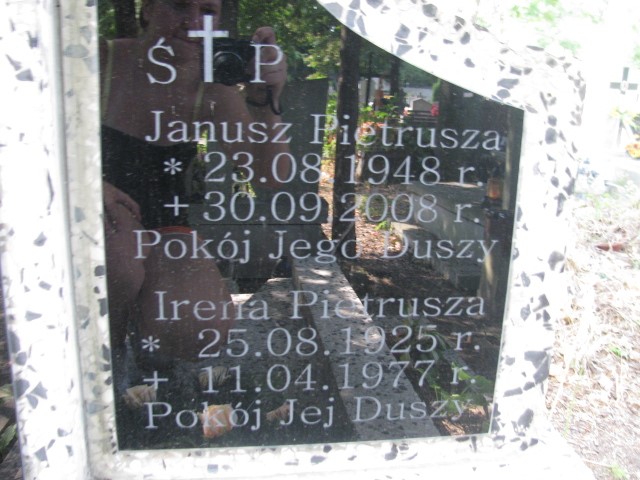 Ś†P
Janusz Pietrusza
* 23.08.1948 r.
+ 30.09.2008 r.
Pokój Jego Duszy
Irena Pietrusza
* 25.08.1925 r.
+ 11.04.1977 r.
Pokój Jej Duszy